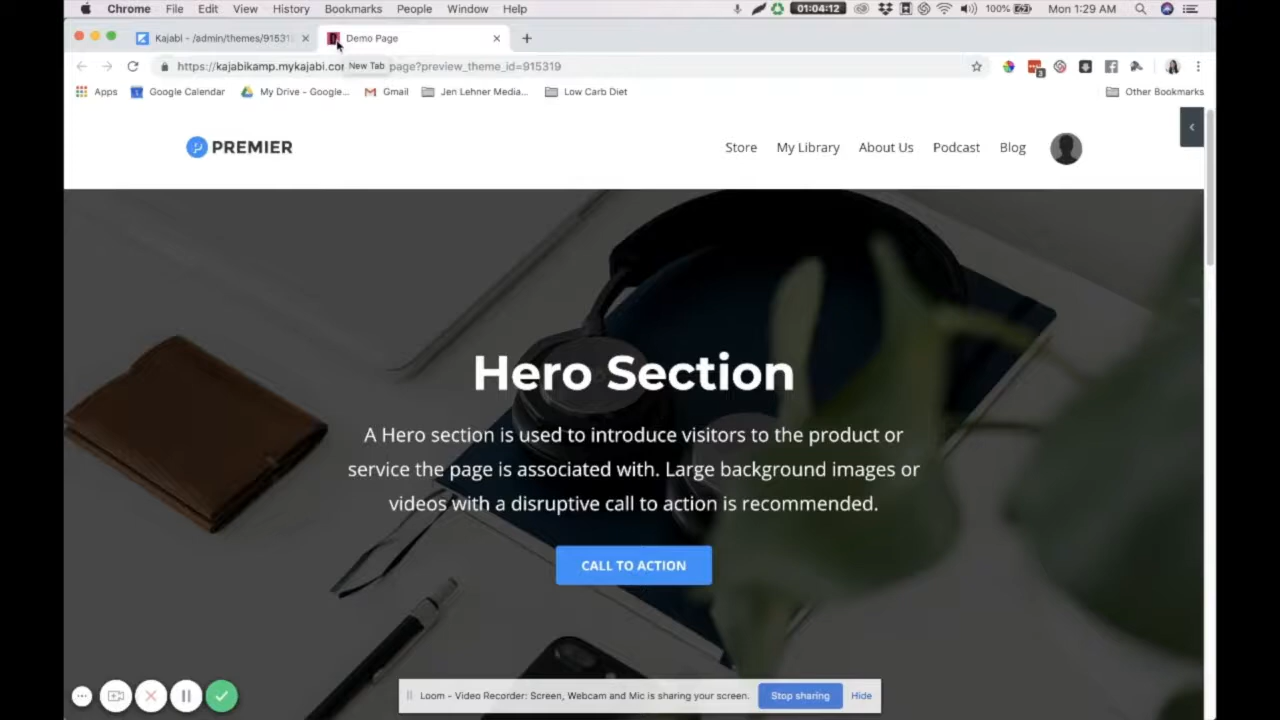 Chrome File Edit View History Bookmarks People Window Help 01:04:12 100% Mon 1:29 AM
Kajabi - /admin/themes/91531 Demo Page
https://kajabikamp.mykajabi.co page?preview_theme_id=915319
New Tab
3
Apps Google Calendar My Drive - Google... Gmail Jen Lehner Media... Low Carb Diet Other Bookmarks
PREMIER Store My Library About Us Podcast Blog
Hero Section
A Hero section is used to introduce visitors to the product or
service the page is associated with. Large background images or
videos with a disruptive call to action is recommended.
CALL TO ACTION
Loom - Video Recorder: Screen, Webcam and Mic is sharing your screen. Stop sharing Hide